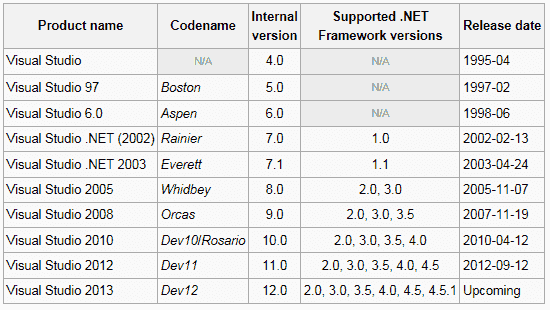 Product name Codename Internal version Supported .NET Framework versions Release date
Visual Studio N/A 4.0 N/A 1995-04
Visual Studio 97 Boston 5.0 N/A 1997-02
Visual Studio 6.0 Aspen 6.0 N/A 1998-06
Visual Studio .NET (2002) Rainier 7.0 1.0 2002-02-13
Visual Studio .NET 2003 Everett 7.1 1.1 2003-04-24
Visual Studio 2005 Whidbey 8.0 2.0, 3.0 2005-11-07
Visual Studio 2008 Orcas 9.0 2.0, 3.0, 3.5 2007-11-19
Visual Studio 2010 Dev10/Rosario 10.0 2.0, 3.0, 3.5, 4.0 2010-04-12
Visual Studio 2012 Dev11 11.0 2.0, 3.0, 3.5, 4.0, 4.5 2012-09-12
Visual Studio 2013 Dev12 12.0 2.0, 3.0, 3.5, 4.0, 4.5, 4.5.1 Upcoming